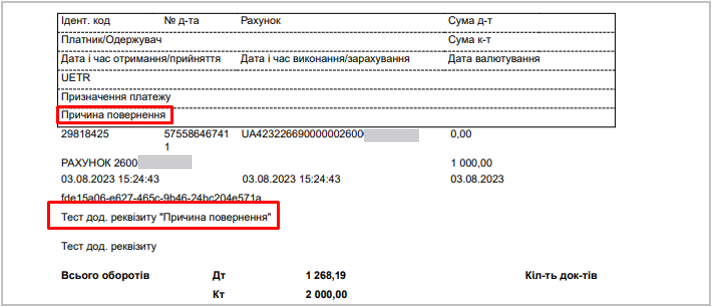 Ідент. код № д-та Рахунок Сума д-т
Платник/Одержувач Сума к-т
Дата і час отримання/прийняття Дата і час виконання/зарахування Дата валютування
UETR
Призначення платежу
Причина повернення
29818425 57558646741 UA423226690000002600 0,00
1
РАХУНОК 2600 1 000,00
03.08.2023 15:24:43 03.08.2023 15:24:43 03.08.2023
fde15a06-e627-465c-9b46-24bc204e571a
Тест дод. реквізиту "Причина повернення"
Тест дод. реквізиту
Всього оборотів Дт 1 268,19 Кіл-ть док-тів
Кт 2 000,00